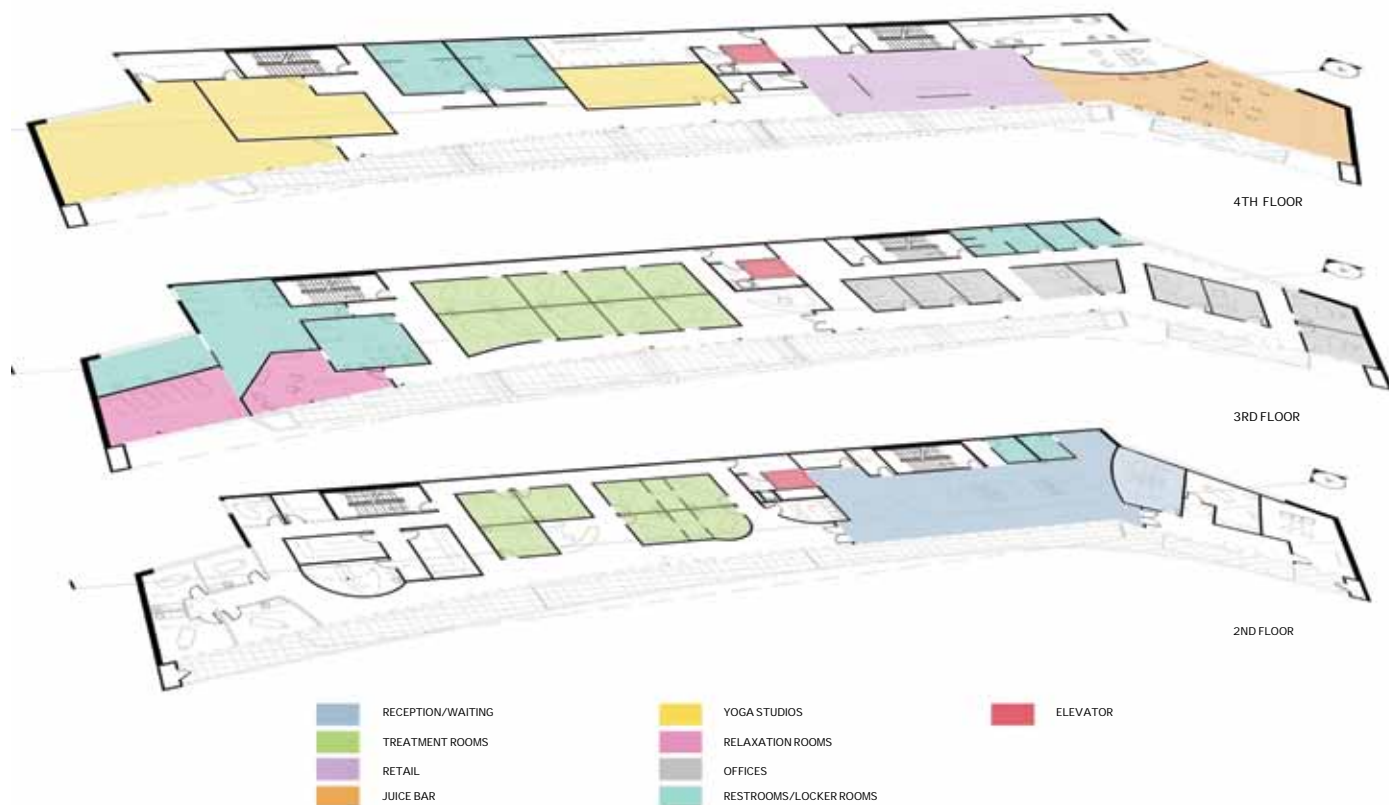 4TH FLOOR
3RD FLOOR
2ND FLOOR
RECEPTION/WAITING
TREATMENT ROOMS
RETAIL
JUICE BAR
YOGA STUDIOS
RELAXATION ROOMS
OFFICES
RESTROOMS/LOCKER ROOMS
ELEVATOR